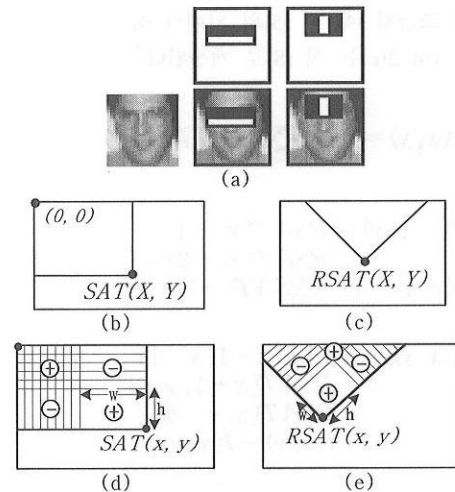 (a)
(0, 0)
SAT(X, Y)
RSAT(X, Y)
(b)
(c)
+
−
w
−
+
h
SAT(x, y)
−
+
−
+
w
h
RSAT(x, y)
(d)
(e)